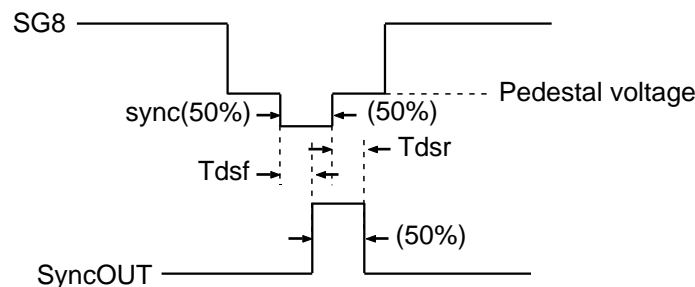 SG8
Pedestal voltage
sync(50%)
(50%)
Tdsr
Tdsf
(50%)
SyncOUT